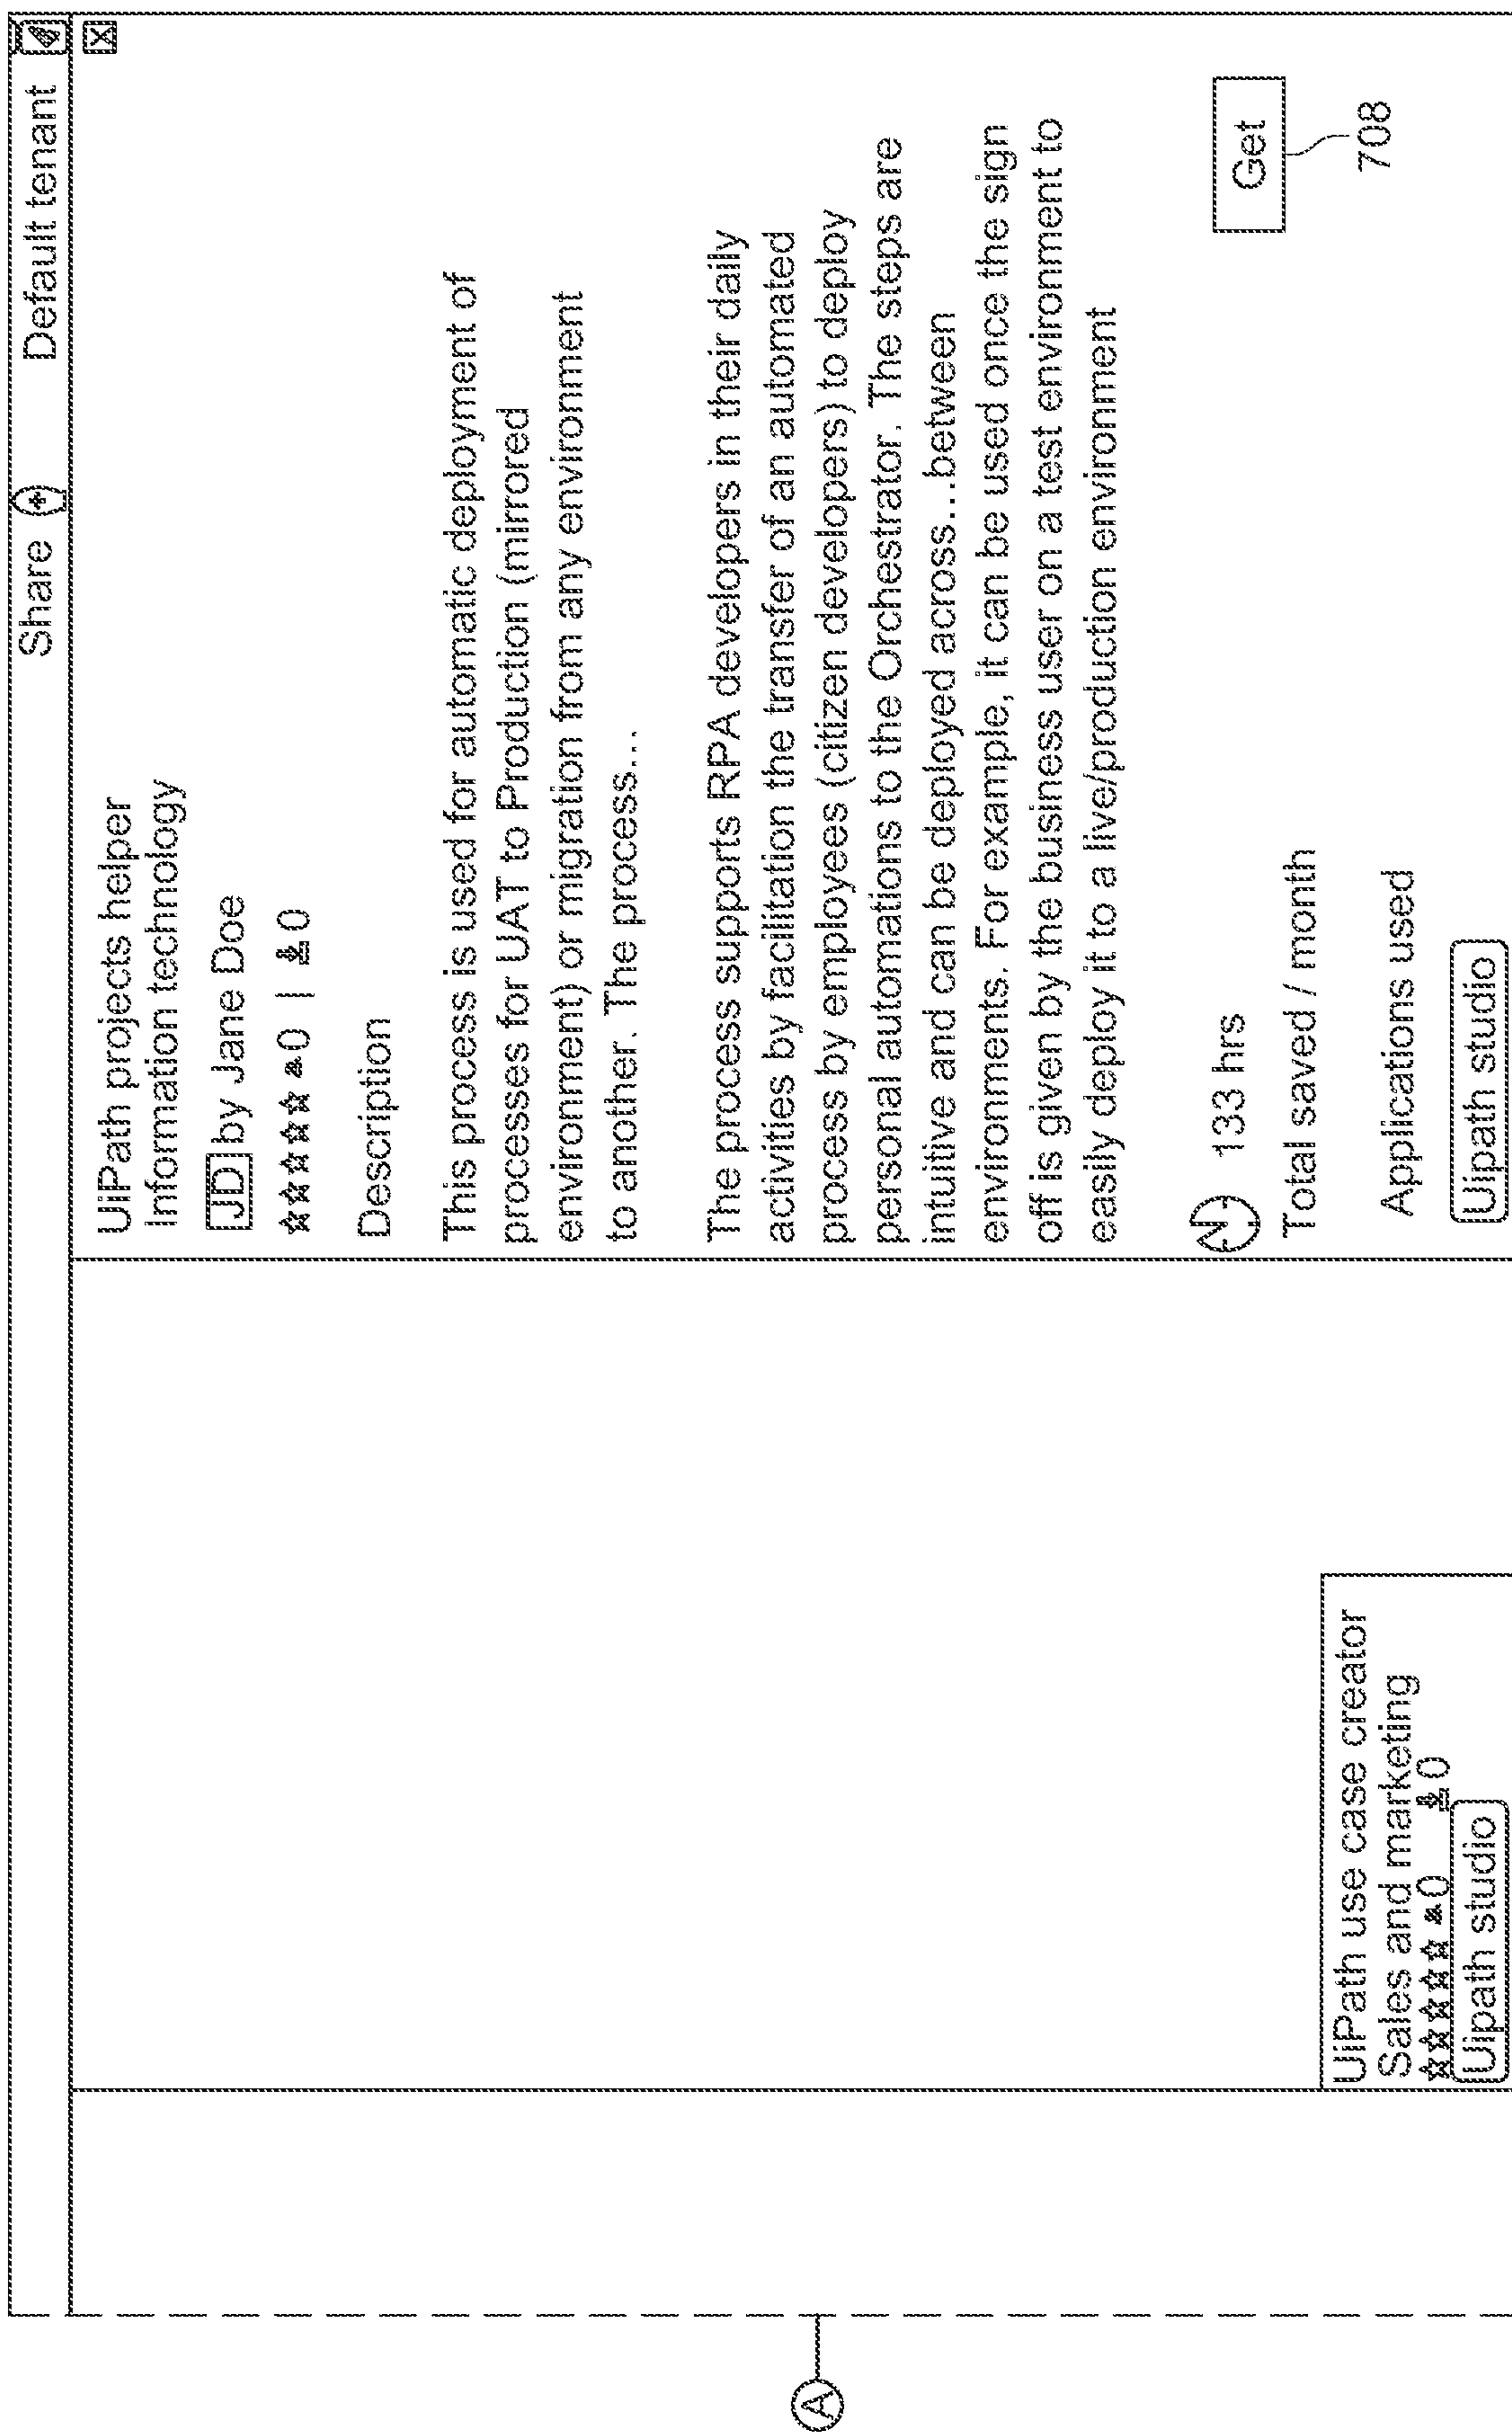 Share
Default tenant
UiPath projects helper
Information technology
JD by Jane Doe
0 | 0
Description
This process is used for automatic deployment of
processes for UAT to Production (mirrored
environment) or migration from any environment
to another. The process...
The process supports RPA developers in their daily
activities by facilitation the transfer of an automated
process by employees (citizen developers) to deploy
personal automations to the Orchestrator. The steps are
intuitive and can be deployed across...between
environments. For example, it can be used once the sign
off is given by the business user on a test environment to
easily deploy it to a live/production environment
133 hrs
Total saved / month
Get
708
Applications used
Uipath studio
UiPath use case creator
Sales and marketing
0 0
Uipath studio
A